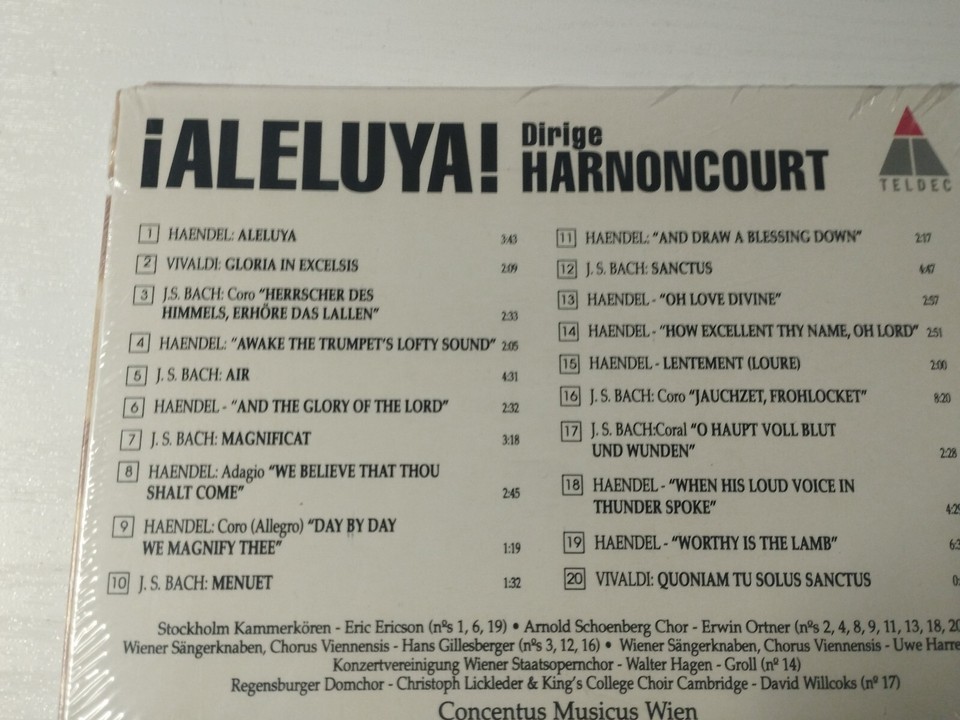 ¡ALELUYA! Dirige
HARNONCOURT
TELDEC
1 HAENDEL: ALELUYA 3:43
2 VIVALDI: GLORIA IN EXCELSIS 2:09
3 J.S. BACH: Coro “HERRSCHER DES
HIMMELS, ERHÖRE DAS LALLEN” 2:33
4 HAENDEL: “AWAKE THE TRUMPET'S LOFTY SOUND” 2:05
5 J. S. BACH: AIR 4:31
6 HAENDEL - “AND THE GLORY OF THE LORD” 2:32
7 J. S. BACH: MAGNIFICAT 3:18
8 HAENDEL: Adagio “WE BELIEVE THAT THOU
SHALT COME” 2:45
9 HAENDEL: Coro (Allegro) “DAY BY DAY
WE MAGNIFY THEE” 1:19
10 J. S. BACH: MENUET 1:32
11 HAENDEL: “AND DRAW A BLESSING DOWN” 2:17
12 J. S. BACH: SANCTUS 4:47
13 HAENDEL - “OH LOVE DIVINE” 2:57
14 HAENDEL - “HOW EXCELLENT THY NAME, OH LORD” 2:51
15 HAENDEL - LENTEMENT (LOURE) 2:00
16 J. S. BACH: Coro “JAUCHZET, FROHLOCKET” 8:20
17 J. S. BACH:Coral “O HAUPT VOLL BLUT
UND WUNDEN” 2:28
18 HAENDEL - “WHEN HIS LOUD VOICE IN
THUNDER SPOKE” 4:29
19 HAENDEL - “WORTHY IS THE LAMB”
20 VIVALDI: QUONIAM TU SOLUS SANCTUS
Stockholm Kammerkören - Eric Ericson (nºs 1, 6, 19) • Arnold Schoenberg Chor - Erwin Ortner (nºs 2, 4, 8, 9, 11, 13, 18, 20
Wiener Sängerknaben, Chorus Viennensis - Hans Gillesberger (nºs 3, 12, 16) • Wiener Sängerknaben, Chorus Viennensis - Uwe Harre
Konzertvereinigung Wiener Staatsopernchor - Walter Hagen - Groll (nº 14)
Regensburger Domchor - Christoph Lickleder & King's College Choir Cambridge - David Willcoks (nº 17)
Concentus Musicus Wien